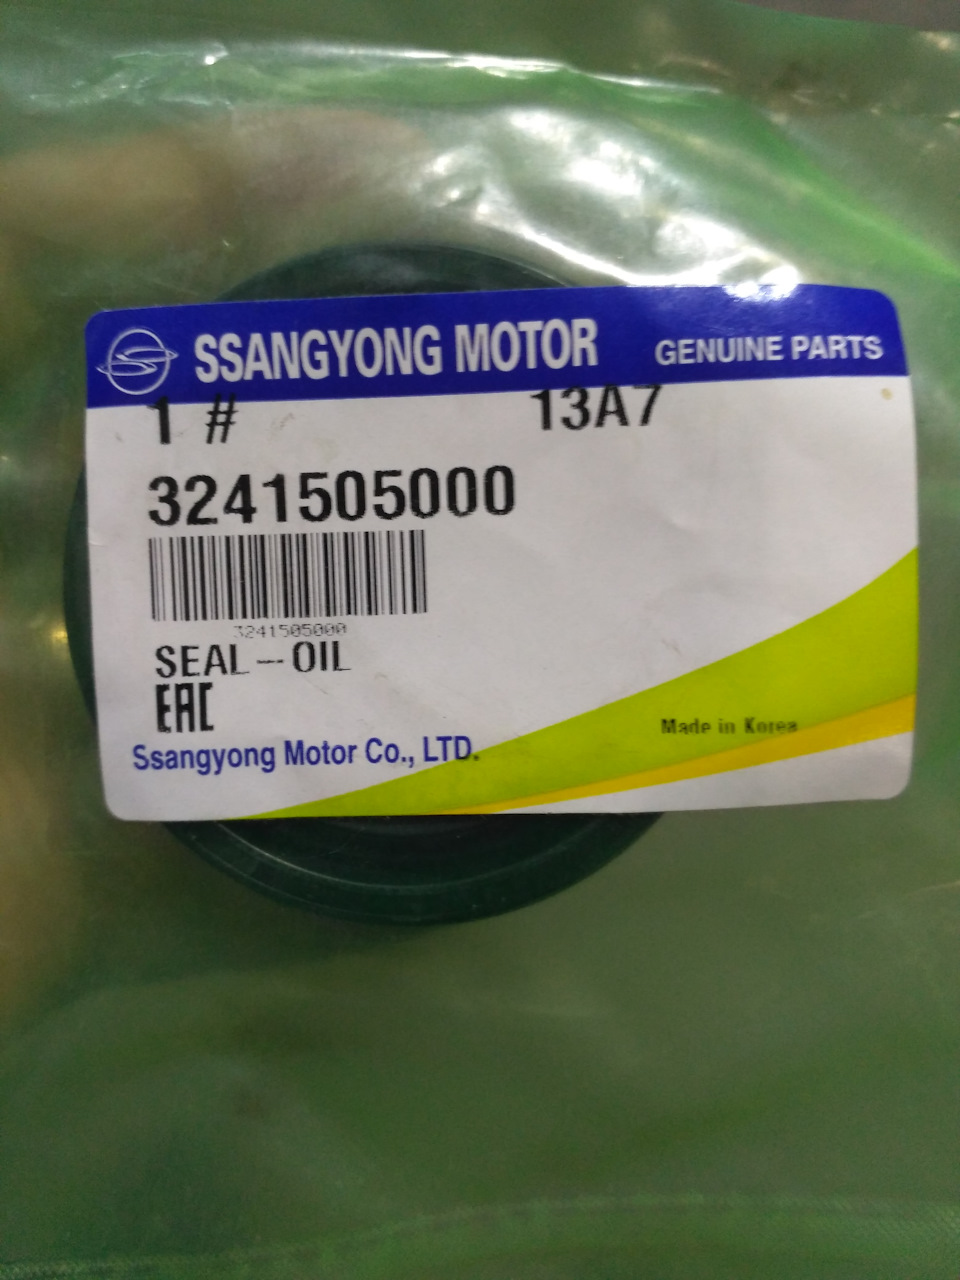 SSANGYONG MOTOR GENUINE PARTS
1 # 13A7
3241505000
3241505000
SEAL-OIL
EAC
Ssangyong Motor Co., LTD.
Made in Korea